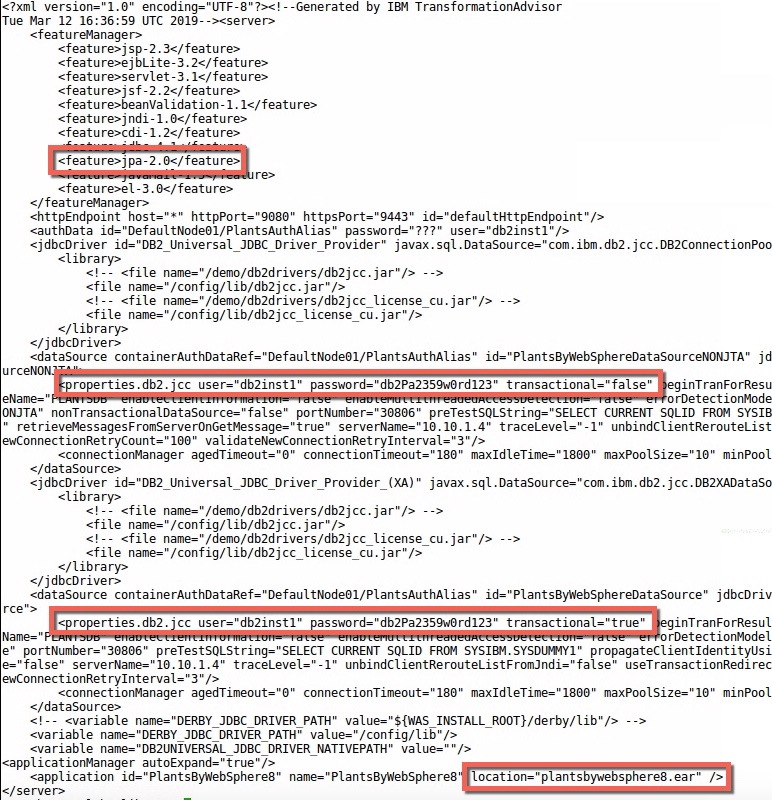 <?xml version="1.0" encoding="UTF-8"?><!--Generated by IBM TransformationAdvisor
Tue Mar 12 16:36:59 UTC 2019--><server>
<featureManager>
<feature>jsp-2.3</feature>
<feature>ejbLite-3.2</feature>
<feature>servlet-3.1</feature>
<feature>jsf-2.2</feature>
<feature>beanValidation-1.1</feature>
<feature>jndi-1.0</feature>
<feature>cdi-1.2</feature>
<feature>jdbc-4.1</feature>
<feature>jpa-2.0</feature>
<feature>javaMail-1.5</feature>
<feature>el-3.0</feature>
</featureManager>
<httpEndpoint host="*" httpPort="9080" httpsPort="9443" id="defaultHttpEndpoint"/>
<authData id="DefaultNode01/PlantsAuthAlias" password="???" user="db2inst1"/>
<jdbcDriver id="DB2_Universal_JDBC_Driver_Provider" javax.sql.DataSource="com.ibm.db2.jcc.DB2ConnectionPoo
<library>
<!-- <file name="/demo/db2drivers/db2jcc.jar"/> -->
<file name="/config/lib/db2jcc.jar"/>
<!-- <file name="/demo/db2drivers/db2jcc_license_cu.jar"/> -->
<file name="/config/lib/db2jcc_license_cu.jar"/>
</library>
</jdbcDriver>
<dataSource containerAuthDataRef="DefaultNode01/PlantsAuthAlias" id="PlantsByWebSphereDataSourceNONJTA" jd
urceNONJTA">
<properties.db2.jcc user="db2inst1" password="db2Pa2359w0rd123" transactional="false" beginTranForResu
eName="PLANTSDB" enableClientInformation="false" enableMultithreadedAccessDetection="false" errorDetectionMode
ONJTA" nonTransactionalDataSource="false" portNumber="30806" preTestSQLString="SELECT CURRENT SQLID FROM SYSIB
" retrieveMessagesFromServerOnGetMessage="true" serverName="10.10.1.4" traceLevel="-1" unbindClientRerouteList
ewConnectionRetryCount="100" validateNewConnectionRetryInterval="3"/>
<connectionManager agedTimeout="0" connectionTimeout="180" maxIdleTime="1800" maxPoolSize="10" minPool
</dataSource>
<jdbcDriver id="DB2_Universal_JDBC_Driver_Provider_(XA)" javax.sql.DataSource="com.ibm.db2.jcc.DB2XADataSo
<library>
<!-- <file name="/demo/db2drivers/db2jcc.jar"/> -->
<file name="/config/lib/db2jcc.jar"/>
<!-- <file name="/demo/db2drivers/db2jcc_license_cu.jar"/> -->
<file name="/config/lib/db2jcc_license_cu.jar"/>
</library>
</jdbcDriver>
<dataSource containerAuthDataRef="DefaultNode01/PlantsAuthAlias" id="PlantsByWebSphereDataSource" jdbcDriv
rce">
<properties.db2.jcc user="db2inst1" password="db2Pa2359w0rd123" transactional="true" beginTranForResul
Name="PLANTSDB" enableClientInformation="false" enableMultithreadedAccessDetection="false" errorDetectionModel
e" portNumber="30806" preTestSQLString="SELECT CURRENT SQLID FROM SYSIBM.SYSDUMMY1" propagateClientIdentityUsi
e="false" serverName="10.10.1.4" traceLevel="-1" unbindClientRerouteListFromJndi="false" useTransactionRedirec
ewConnectionRetryInterval="3"/>
<connectionManager agedTimeout="0" connectionTimeout="180" maxIdleTime="1800" maxPoolSize="10" minPool
</dataSource>
<!-- <variable name="DERBY_JDBC_DRIVER_PATH" value="${WAS_INSTALL_ROOT}/derby/lib"/> -->
<variable name="DERBY_JDBC_DRIVER_PATH" value="/config/lib"/>
<variable name="DB2UNIVERSAL_JDBC_DRIVER_NATIVEPATH" value=""/>
<applicationManager autoExpand="true"/>
<application id="PlantsByWebSphere8" name="PlantsByWebSphere8" location="plantsbywebsphere8.ear" />
</server>